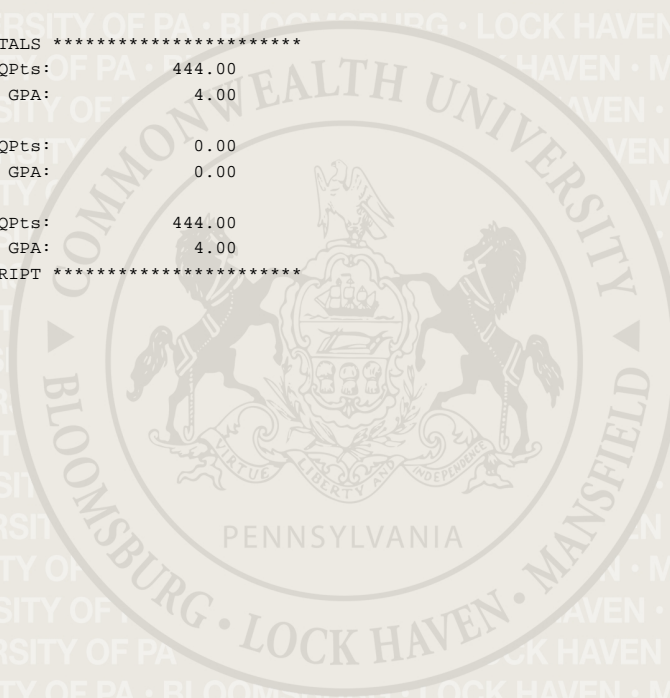 TALS ***********************
QPts: 444.00
GPA: 4.00
QPts: 0.00
GPA: 0.00
QPts: 444.00
GPA: 4.00
RIPT ***********************
COMMONWEALTH UNIVERSITY
BLOOMSBURG · LOCK HAVEN · MANSFIELD
VIRTUE LIBERTY AND INDEPENDENCE
PENNSYLVANIA